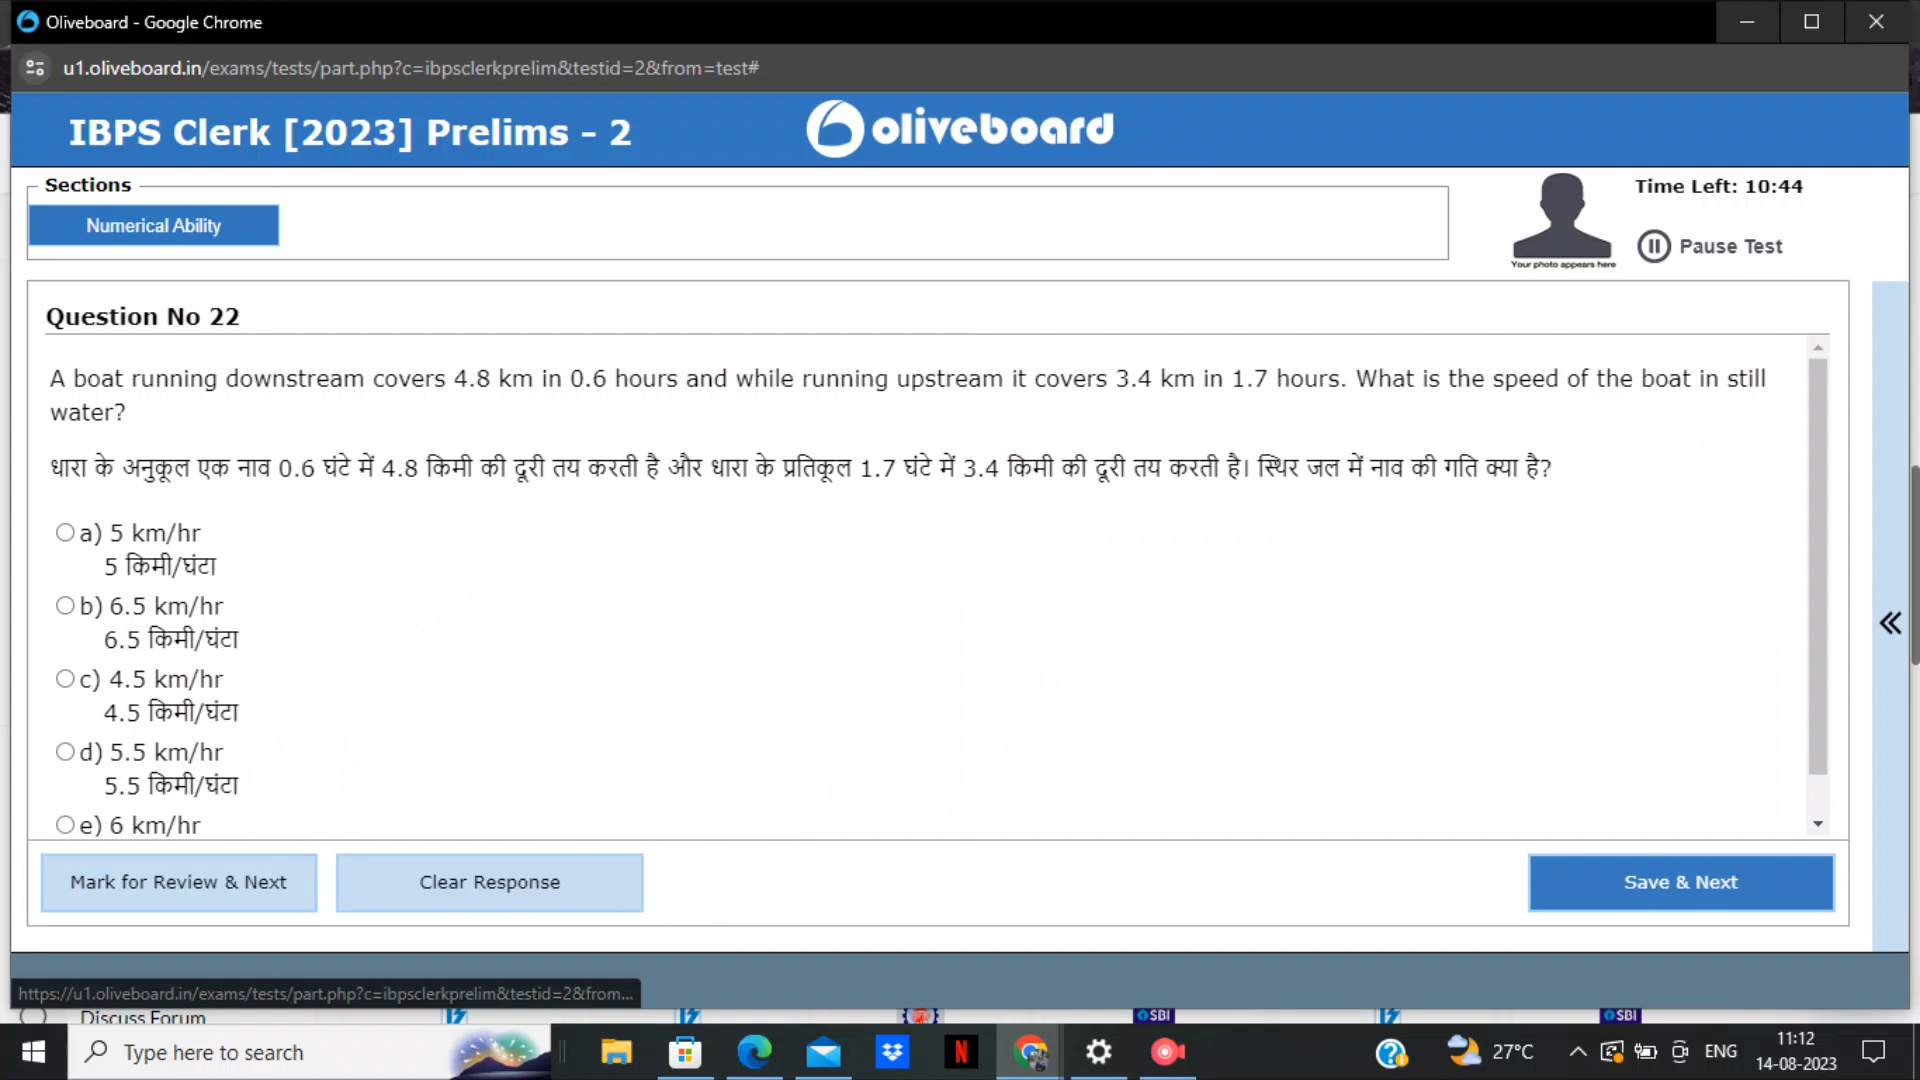 Oliveboard - Google Chrome
u1.oliveboard.in/exams/tests/part.php?c=ibpsclerkprelim&testid=2&from=test#
IBPS Clerk [2023] Prelims - 2
oliveboard
Sections
Numerical Ability
Your photo appears here
Time Left: 10:44
Pause Test
Question No 22
A boat running downstream covers 4.8 km in 0.6 hours and while running upstream it covers 3.4 km in 1.7 hours. What is the speed of the boat in still
water?
धारा के अनुकूल एक नाव 0.6 घंटे में 4.8 किमी की दूरी तय करती है और धारा के प्रतिकूल 1.7 घंटे में 3.4 किमी की दूरी तय करती है। स्थिर जल में नाव की गति क्या है?
a) 5 km/hr
5 किमी/घंटा
b) 6.5 km/hr
6.5 किमी/घंटा
c) 4.5 km/hr
4.5 किमी/घंटा
d) 5.5 km/hr
5.5 किमी/घंटा
e) 6 km/hr
Mark for Review & Next
Clear Response
Save & Next
https://u1.oliveboard.in/exams/tests/part.php?c=ibpsclerkprelim&testid=2&from...
Discuss Forum
SBI
SBI
Type here to search
27°C
ENG
11:12
14-08-2023